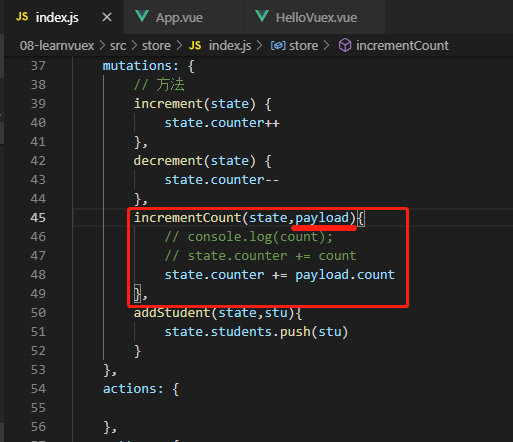 JS index.js × App.vue HelloVuex.vue
08-learnvuex > src > store > JS index.js > store > incrementCount
37 mutations: {
38 // 方法
39 increment(state) {
40 state.counter++
41 },
42 decrement(state) {
43 state.counter--
44 },
45 incrementCount(state,payload){
46 // console.log(count);
47 // state.counter += count
48 state.counter += payload.count
49 },
50 addStudent(state,stu){
51 state.students.push(stu)
52 }
53 },
54 actions: {
55
56 },